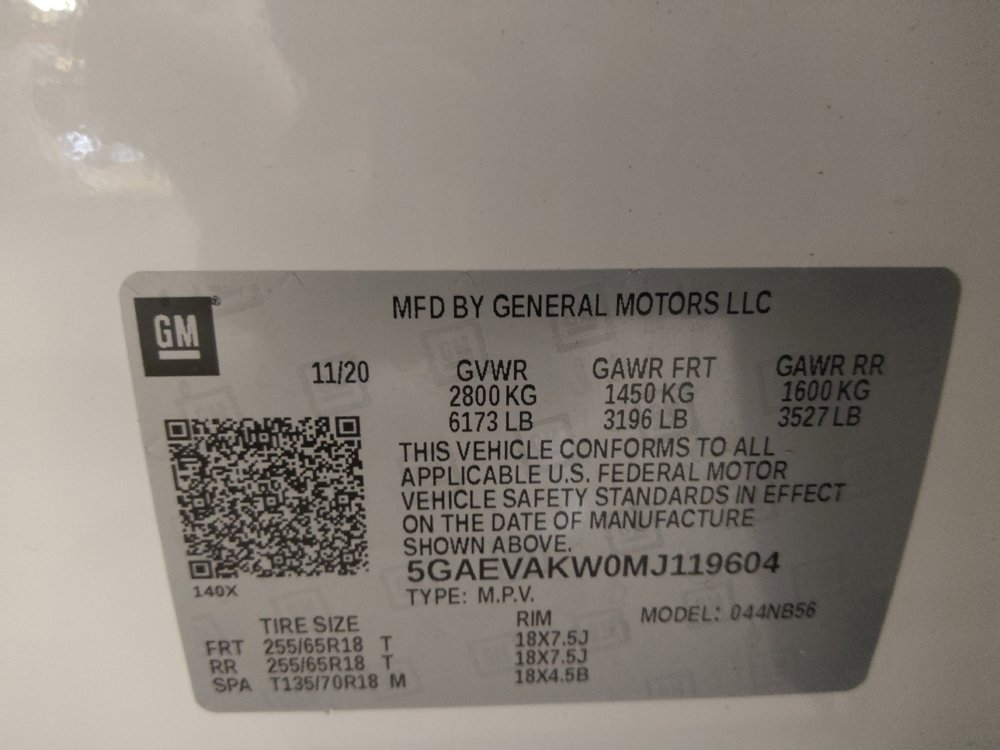 GM
MFD BY GENERAL MOTORS LLC
11/20 GVWR GAWR FRT GAWR RR
2800 KG 1450 KG 1600 KG
6173 LB 3196 LB 3527 LB
THIS VEHICLE CONFORMS TO ALL
APPLICABLE U.S. FEDERAL MOTOR
VEHICLE SAFETY STANDARDS IN EFFECT
ON THE DATE OF MANUFACTURE
SHOWN ABOVE.
5GAEVAKW0MJ119604
140X
TYPE: M.P.V. MODEL: 044NB56
TIRE SIZE RIM
FRT 255/65R18 T 18X7.5J
RR 255/65R18 T 18X7.5J
SPA T135/70R18 M 18X4.5B